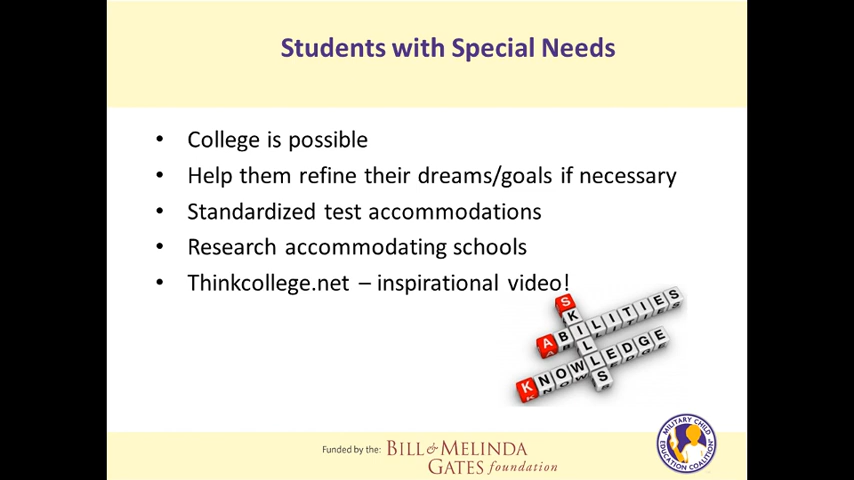 Students with Special Needs
• College is possible
• Help them refine their dreams/goals if necessary
• Standardized test accommodations
• Research accommodating schools
• Thinkcollege.net – inspirational video!
SKILLS
ABILITIES
KNOWLEDGE
Funded by the: BILL & MELINDA
GATES foundation
MILITARY CHILD
EDUCATION COALITION